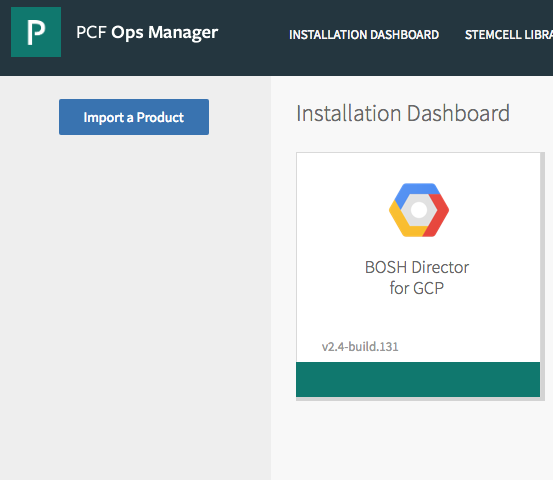 P
PCF Ops Manager
INSTALLATION DASHBOARD
STEMCELL LIBRA
Import a Product
Installation Dashboard
BOSH Director
for GCP
v2.4-build.131